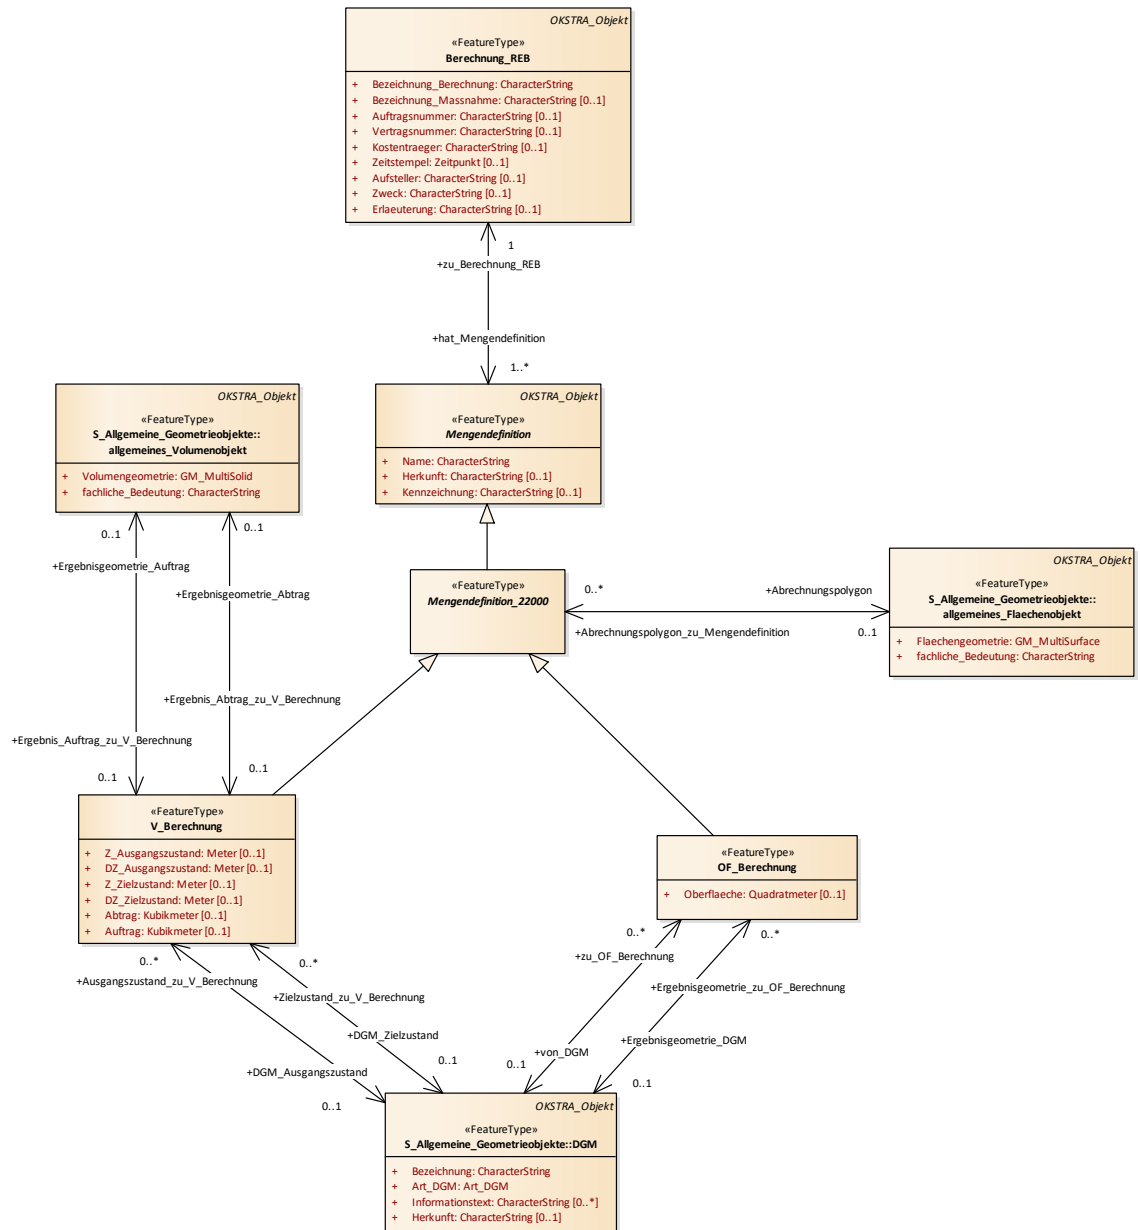 OKSTRA_Objekt
«FeatureType»
Berechnung_REB
+ Bezeichnung_Berechnung: CharacterString
+ Bezeichnung_Massnahme: CharacterString [0..1]
+ Auftragsnummer: CharacterString [0..1]
+ Vertragsnummer: CharacterString [0..1]
+ Kostentraeger: CharacterString [0..1]
+ Zeitstempel: Zeitpunkt [0..1]
+ Aufsteller: CharacterString [0..1]
+ Zweck: CharacterString [0..1]
+ Erlaeuterung: CharacterString [0..1]
1
+zu_Berechnung_REB
+hat_Mengendefinition
1..*
OKSTRA_Objekt
«FeatureType»
S_Allgemeine_Geometrieobjekte::
allgemeines_Volumenobjekt
+ Volumengeometrie: GM_MultiSolid
+ fachliche_Bedeutung: CharacterString
OKSTRA_Objekt
«FeatureType»
Mengendefinition
+ Name: CharacterString
+ Herkunft: CharacterString [0..1]
+ Kennzeichnung: CharacterString [0..1]
0..1
0..1
+Ergebnisgeometrie_Auftrag
+Ergebnisgeometrie_Abtrag
+Ergebnis_Abtrag_zu_V_Berechnung
+Ergebnis_Auftrag_zu_V_Berechnung
0..1
0..1
«FeatureType»
Mengendefinition_22000
0..*
+Abrechnungspolygon
+Abrechnungspolygon_zu_Mengendefinition
0..1
OKSTRA_Objekt
«FeatureType»
S_Allgemeine_Geometrieobjekte::
allgemeines_Flaechenobjekt
+ Flaechengeometrie: GM_MultiSurface
+ fachliche_Bedeutung: CharacterString
«FeatureType»
V_Berechnung
+ Z_Ausgangszustand: Meter [0..1]
+ DZ_Ausgangszustand: Meter [0..1]
+ Z_Zielzustand: Meter [0..1]
+ DZ_Zielzustand: Meter [0..1]
+ Abtrag: Kubikmeter [0..1]
+ Auftrag: Kubikmeter [0..1]
«FeatureType»
OF_Berechnung
+ Oberflaeche: Quadratmeter [0..1]
0..*
0..*
+Ausgangszustand_zu_V_Berechnung
+Zielzustand_zu_V_Berechnung
+DGM_Zielzustand
+DGM_Ausgangszustand
0..1
0..1
0..*
0..*
+zu_OF_Berechnung
+Ergebnisgeometrie_zu_OF_Berechnung
+Ergebnisgeometrie_DGM
+von_DGM
0..1
0..1
OKSTRA_Objekt
«FeatureType»
S_Allgemeine_Geometrieobjekte::DGM
+ Bezeichnung: CharacterString
+ Art_DGM: Art_DGM
+ Informationstext: CharacterString [0..*]
+ Herkunft: CharacterString [0..1]